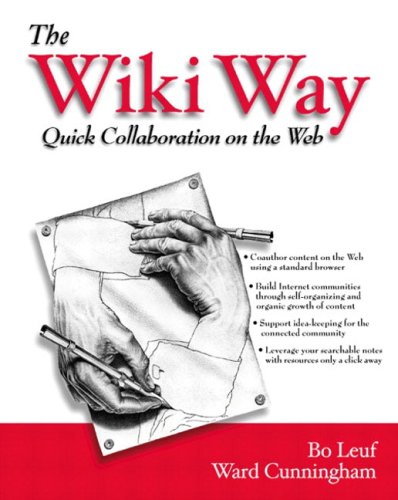 The
Wiki Way
Quick Collaboration on the Web
• Coauthor content on the Web
using a standard browser
• Build Internet communities
through self-organizing and
organic growth of content
• Support idea-keeping for the
connected community
• Leverage your searchable notes
with resources only a click away
Bo Leuf
Ward Cunningham